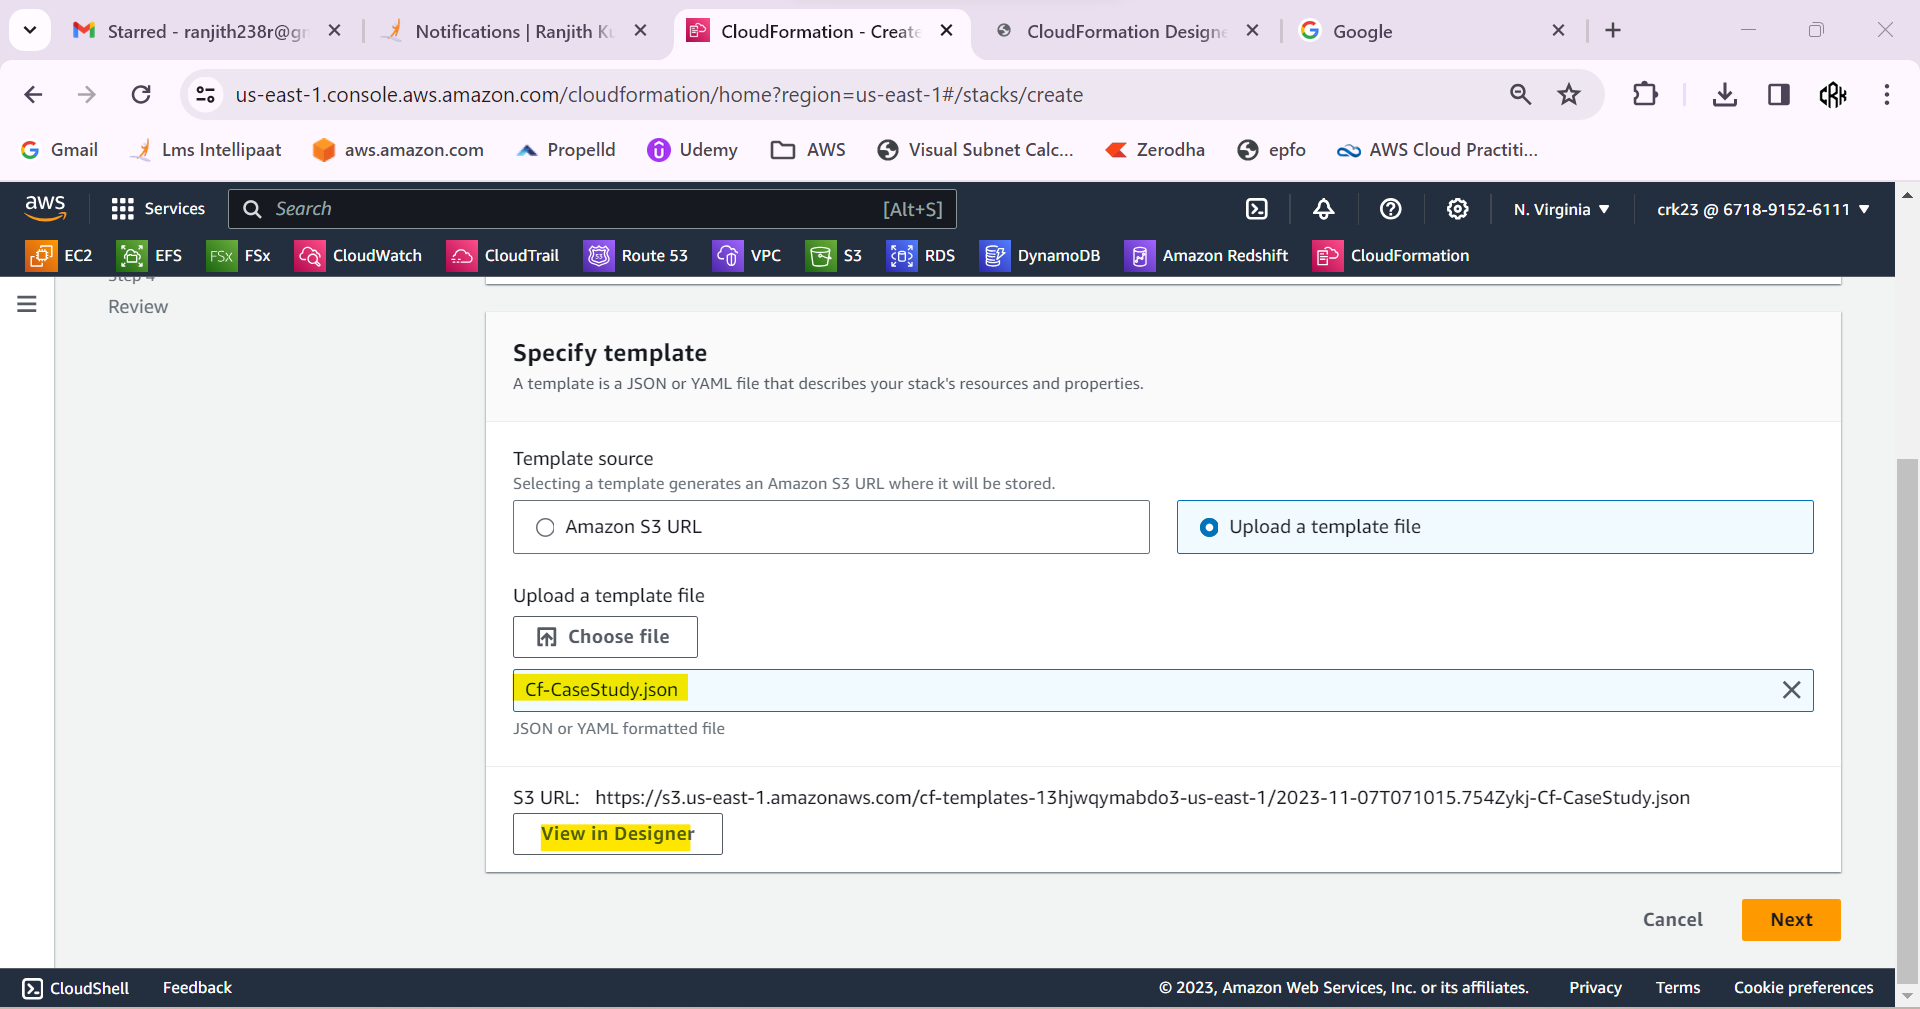 Starred - ranjith238r@gm
Notifications | Ranjith Ku
CloudFormation - Create
CloudFormation Designe
Google
us-east-1.console.aws.amazon.com/cloudformation/home?region=us-east-1#/stacks/create
Gmail
Lms Intellipaat
aws.amazon.com
Propelld
Udemy
AWS
Visual Subnet Calc...
Zerodha
epfo
AWS Cloud Practiti...
aws
Services
Search
[Alt+S]
N. Virginia
crk23 @ 6718-9152-6111
EC2
EFS
FSx FSx
CloudWatch
CloudTrail
53 Route 53
VPC
S3
RDS
DynamoDB
Amazon Redshift
CloudFormation
Step 4
Review
Specify template
A template is a JSON or YAML file that describes your stack's resources and properties.
Template source
Selecting a template generates an Amazon S3 URL where it will be stored.
Amazon S3 URL
Upload a template file
Upload a template file
Choose file
Cf-CaseStudy.json
JSON or YAML formatted file
S3 URL: https://s3.us-east-1.amazonaws.com/cf-templates-13hjwqymabdo3-us-east-1/2023-11-07T071015.754Zykj-Cf-CaseStudy.json
View in Designer
Cancel
Next
CloudShell
Feedback
© 2023, Amazon Web Services, Inc. or its affiliates.
Privacy
Terms
Cookie preferences